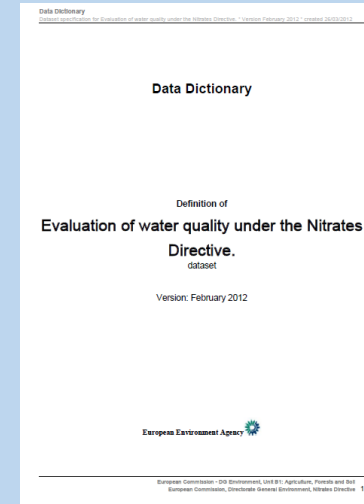 Data Dictionary
Dataset specification for Evaluation of water quality under the Nitrates Directive. * Version February 2012 * created 26/03/2012
Data Dictionary
Definition of
Evaluation of water quality under the Nitrates
Directive.
dataset
Version: February 2012
European Environment Agency
European Commission - DG Environment, Unit B1: Agriculture, Forests and Soil
European Commission, Directorate General Environment, Nitrates Directive 1